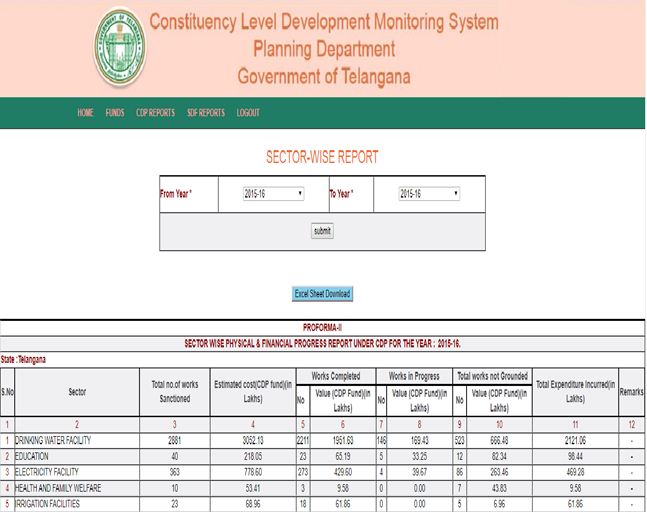 Constituency Level Development Monitoring System
Planning Department
Government of Telangana
HOME FUNDS CDP REPORTS SDF REPORTS LOGOUT
SECTOR-WISE REPORT
From Year * 2015-16 To Year * 2015-16
submit
Excel Sheet Download
PROFORMA-II
SECTOR WISE PHYSICAL & FINANCIAL PROGRESS REPORT UNDER CDP FOR THE YEAR : 2015-16.
State :Telangana
S.No Sector Total no.of works Sanctioned Estimated cost(CDP fund)(in Lakhs) Works Completed Works in Progress Total works not Grounded Total Expenditure Incurred(in Lakhs) Remarks
No Value (CDP Fund)(in Lakhs) No Value (CDP Fund)(in Lakhs) No Value (CDP Fund)(in Lakhs)
1 2 3 4 5 6 7 8 9 10 11 12
1 DRINKING WATER FACILITY 2881 3052.13 2211 1951.63 146 169.43 523 666.48 2121.06 -
2 EDUCATION 40 218.05 23 65.19 5 33.25 12 82.34 98.44 -
3 ELECTRICITY FACILITY 363 778.60 273 429.60 4 39.67 86 263.46 469.28 -
4 HEALTH AND FAMILY WELFARE 10 53.41 3 9.58 0 0.00 7 43.83 9.58 -
5 IRRIGATION FACILITIES 23 68.96 18 61.86 0 0.00 5 6.96 61.86 -